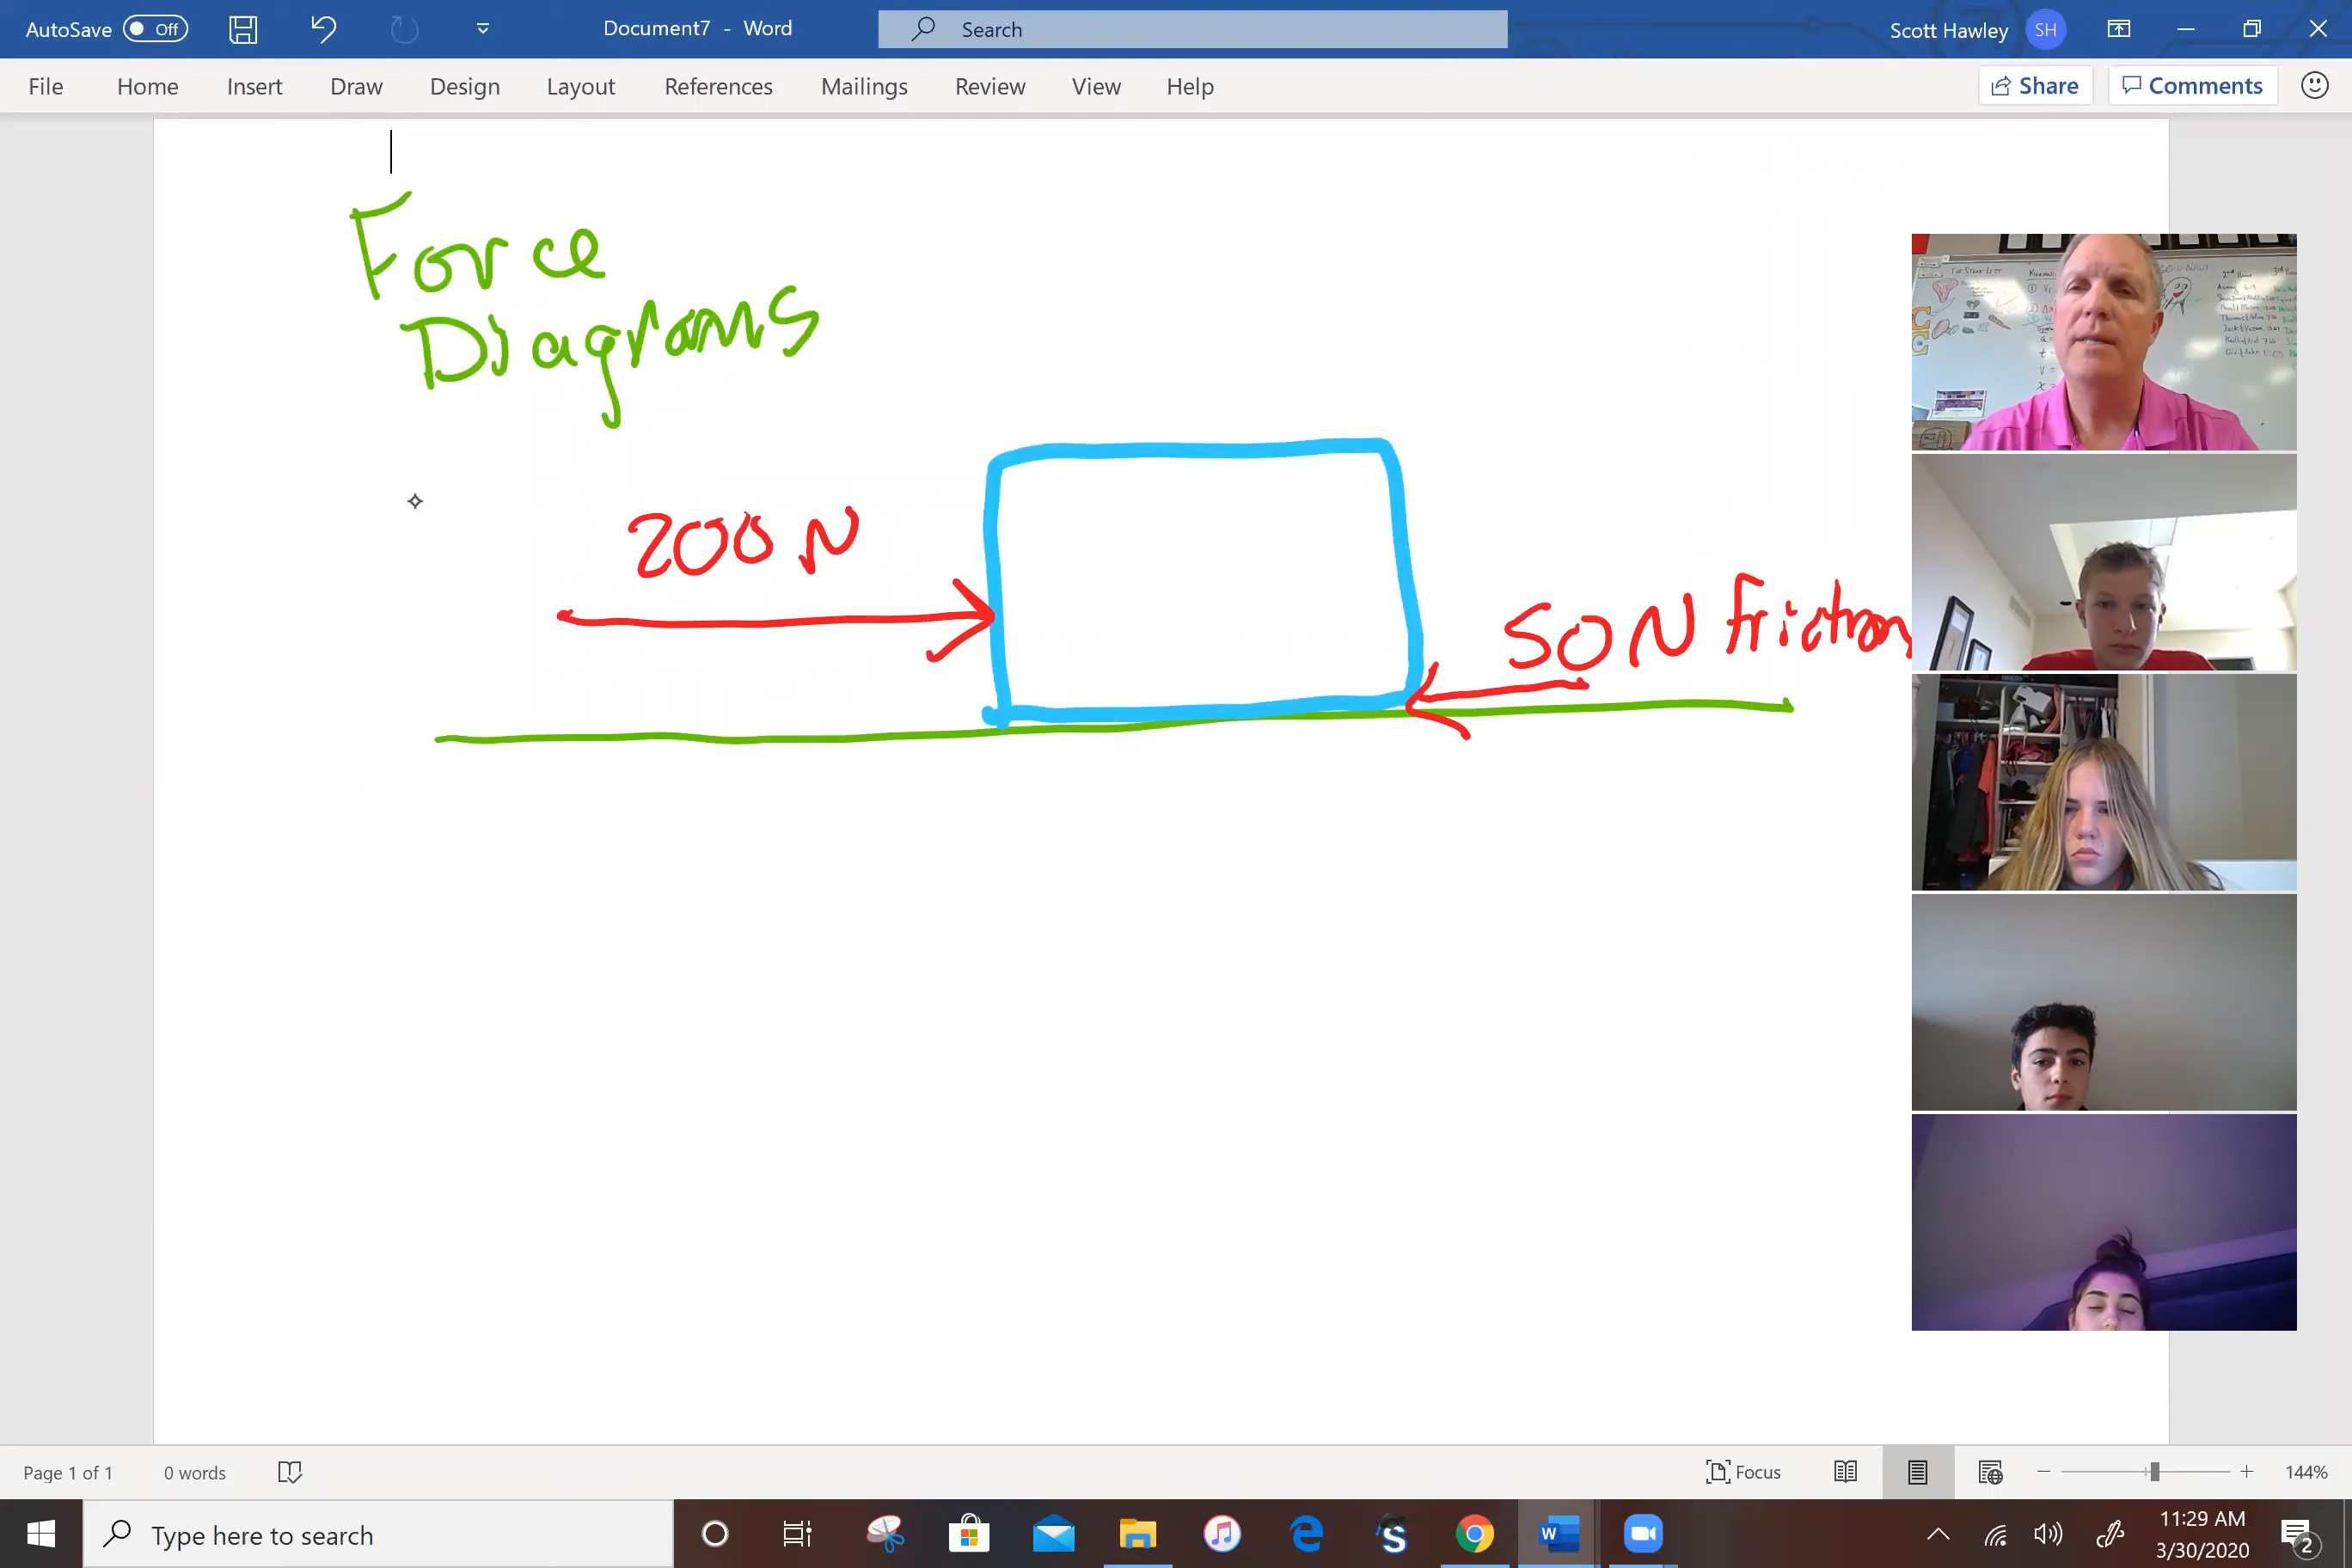 AutoSave Off Document7 - Word Search Scott Hawley SH
File Home Insert Draw Design Layout References Mailings Review View Help Share Comments
Force
Diagrams
200 N
50 N friction
Page 1 of 1 0 words Focus 144%
Type here to search
11:29 AM
3/30/2020
2